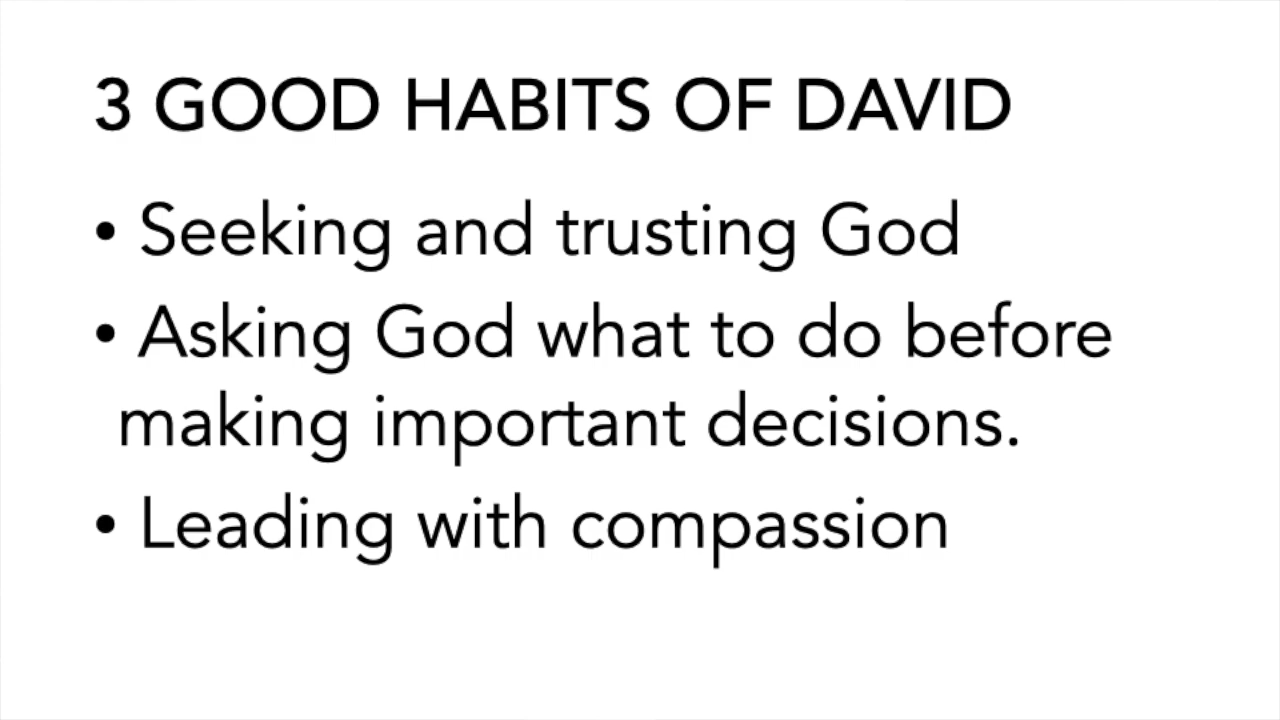 3 GOOD HABITS OF DAVID
• Seeking and trusting God
• Asking God what to do before
making important decisions.
• Leading with compassion